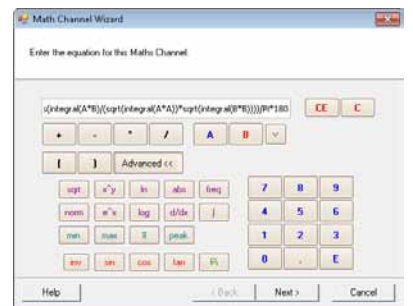 Math Channel Wizard
Enter the equation for this Maths Channel.
s(integral(A*B)/(sqrt(integral(A*A))*sqrt(integral(B*B))))/PI*180 CE C
+ - * / A B
( ) Advanced <<
sqrt x^y ln abs freq 7 8 9
norm e^x log d/dx ∫ 4 5 6
min max x̄ peak 1 2 3
inv sin cos tan Pi 0 . E
Help < Back Next > Cancel